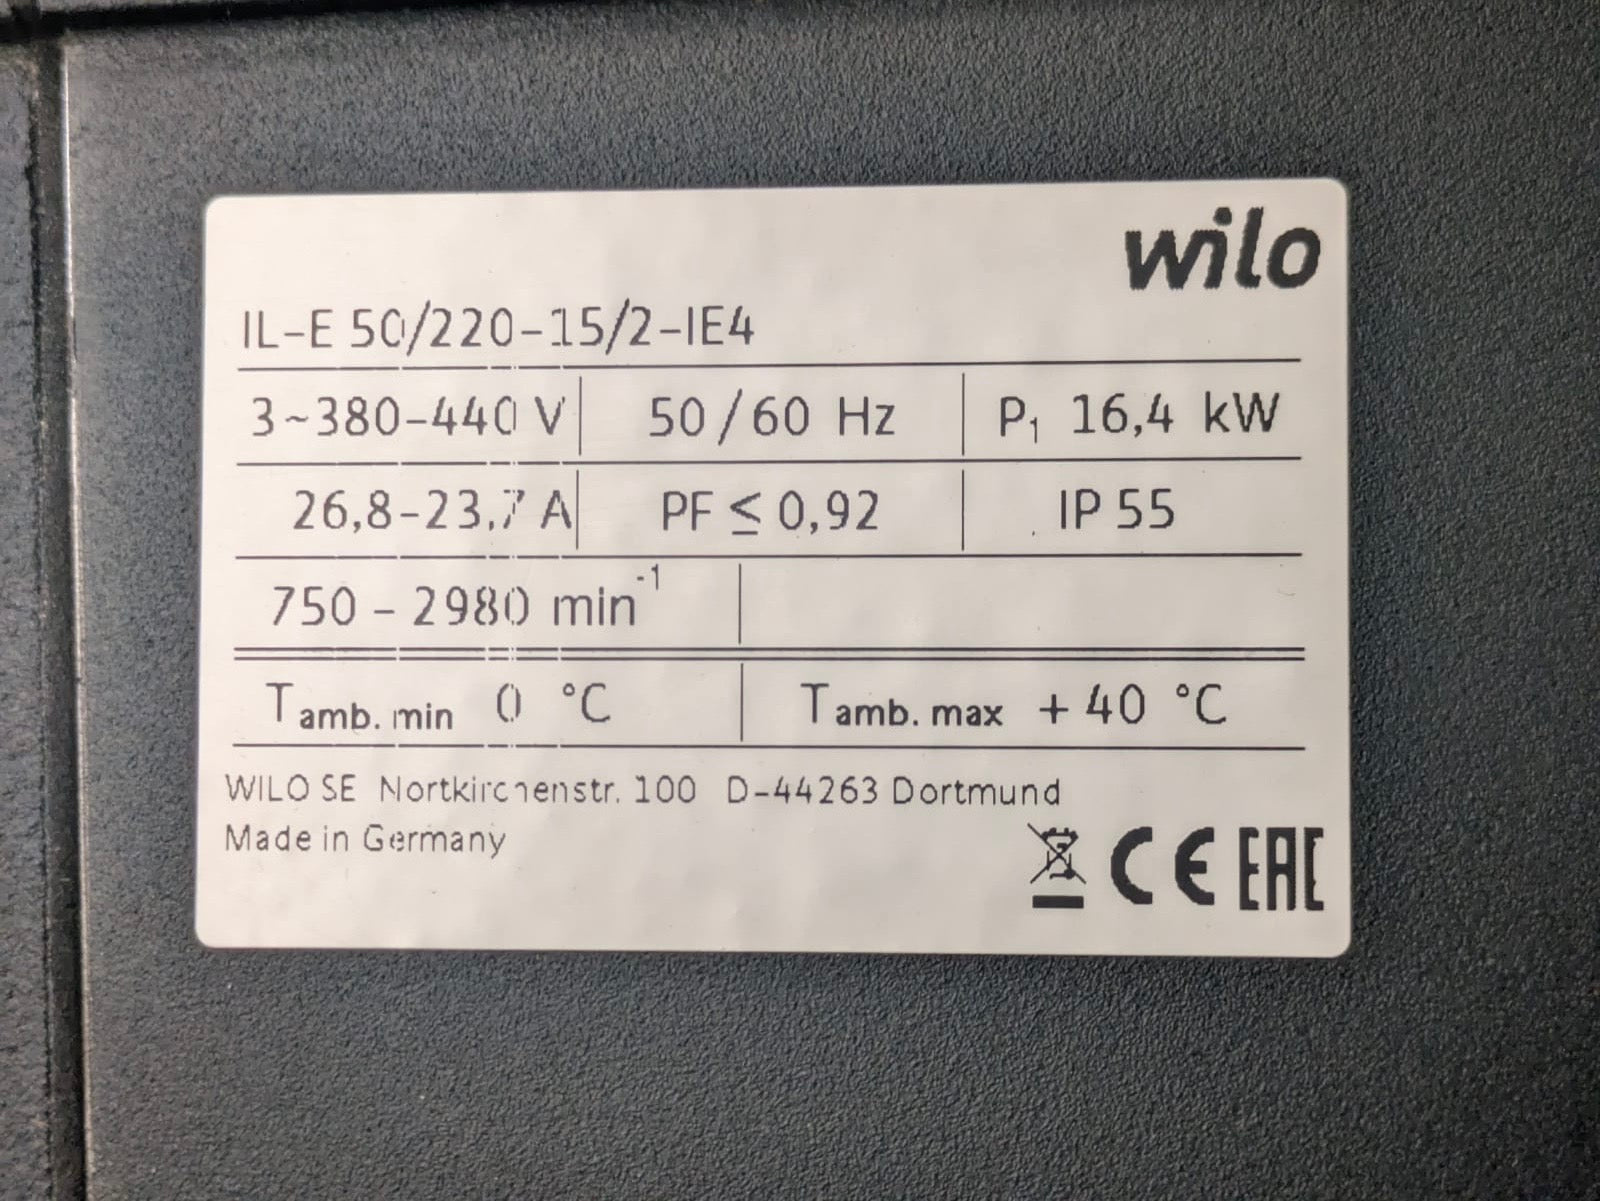 wilo
IL-E 50/220-15/2-IE4
3~380-440 V 50/60 Hz P₁ 16,4 kW
26,8-23,7 A PF ≤ 0,92 IP 55
750 - 2980 min⁻¹
T amb. min 0 °C T amb. max + 40 °C
WILO SE Nortkirchenstr. 100 D-44263 Dortmund
Made in Germany
CE EAC